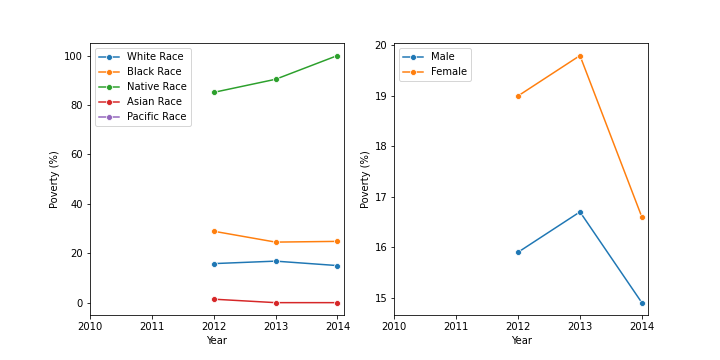 White Race
Black Race
Native Race
Asian Race
Pacific Race
Poverty (%)
100
80
60
40
20
0
2010 2011 2012 2013 2014
Year
Male
Female
Poverty (%)
20
19
18
17
16
15
2010 2011 2012 2013 2014
Year